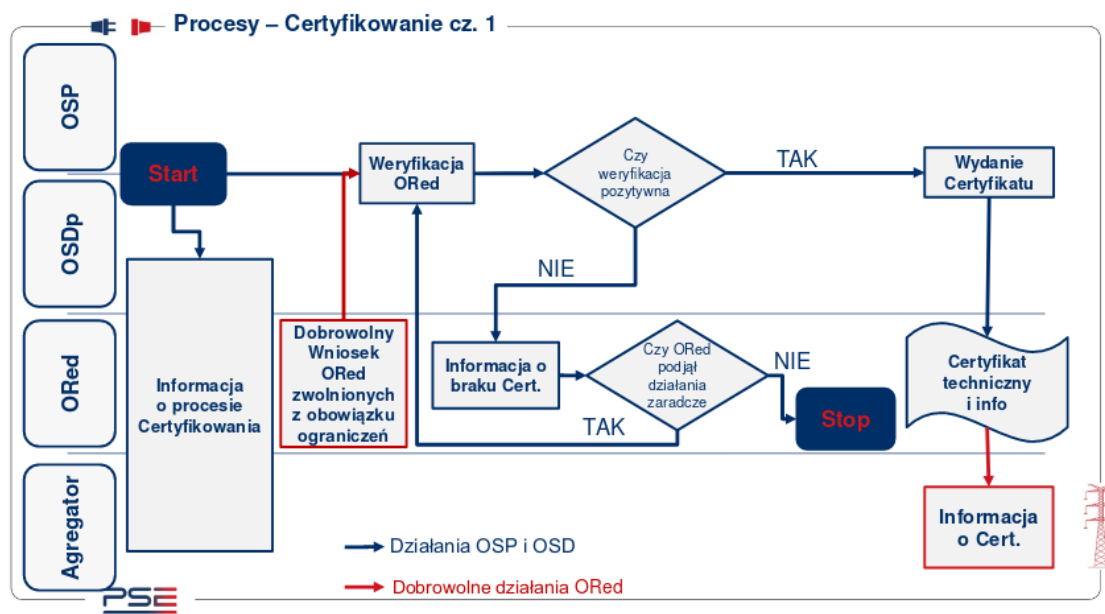 Procesy – Certyfikowanie cz. 1
OSP
OSDp
ORed
Agregator
Start
Weryfikacja
ORed
Czy
weryfikacja
pozytywna
TAK
Wydanie
Certyfikatu
NIE
Informacja
o procesie
Certyfikowania
Dobrowolny
Wniosek
ORed
zwolnionych
z obowiązku
ograniczeń
Informacja o
braku Cert.
Czy ORed
podjął
działania
zaradcze
NIE
TAK
Stop
Certyfikat
techniczny
i info
Informacja
o Cert.
Działania OSP i OSD
Dobrowolne działania ORed
PSE